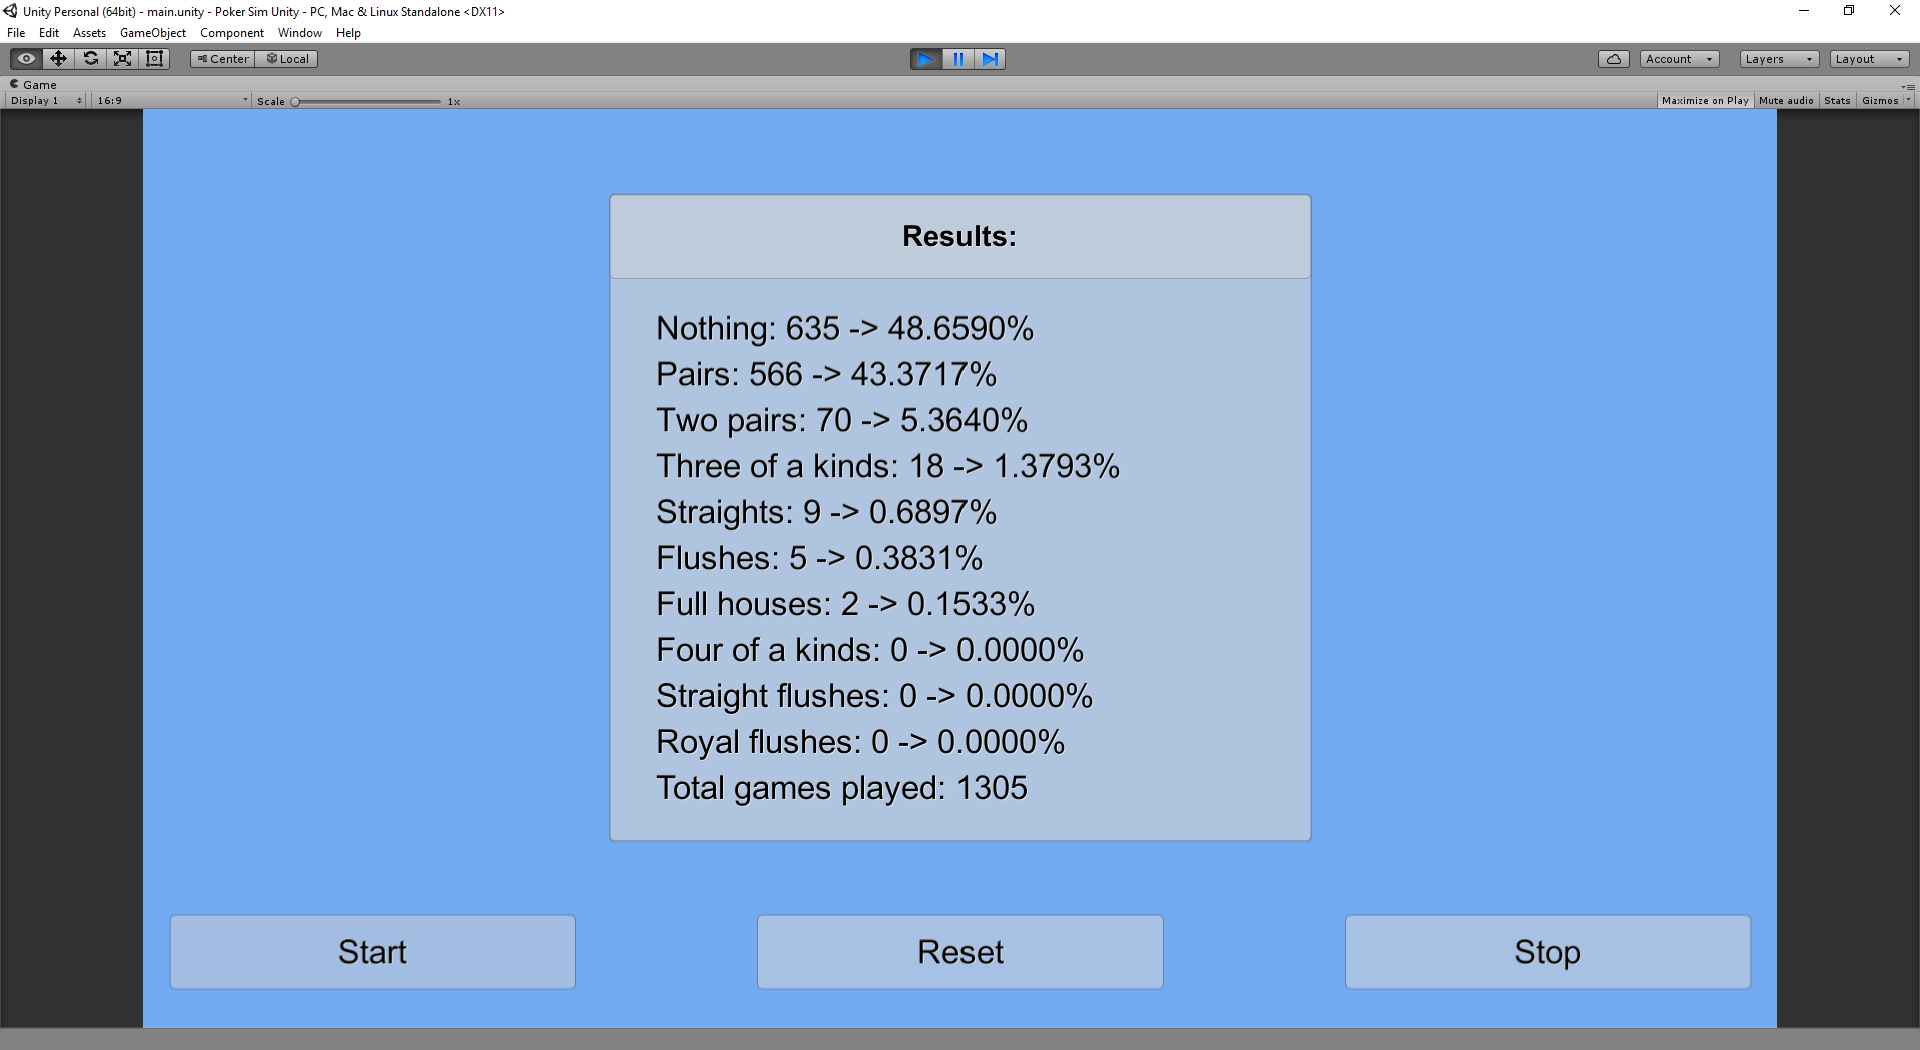 Unity Personal (64bit) - main.unity - Poker Sim Unity - PC, Mac & Linux Standalone <DX11>
File Edit Assets GameObject Component Window Help
Center Local Account Layers Layout
Game
Display 1 16:9 Scale 1x Maximize on Play Mute audio Stats Gizmos
Results:
Nothing: 635 -> 48.6590%
Pairs: 566 -> 43.3717%
Two pairs: 70 -> 5.3640%
Three of a kinds: 18 -> 1.3793%
Straights: 9 -> 0.6897%
Flushes: 5 -> 0.3831%
Full houses: 2 -> 0.1533%
Four of a kinds: 0 -> 0.0000%
Straight flushes: 0 -> 0.0000%
Royal flushes: 0 -> 0.0000%
Total games played: 1305
Start Reset Stop